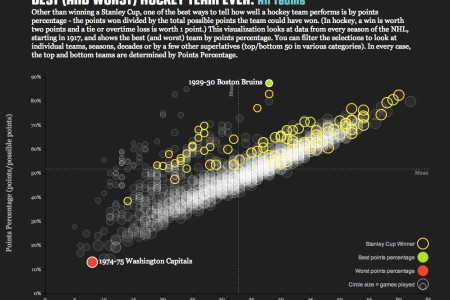 BEST (AND WORST) HOCKEY TEAM EVER: All Teams
Other than winning a Stanley Cup, one of the best ways to tell how well a hockey team performs is by points
percentage - the points won divided by the total possible points the team could have won. (In hockey, a win is worth
two points and a tie or overtime loss is worth 1 point.) This visualization looks at data from every season of the NHL,
starting in 1917, and shows the best (and worst) team by points percentage. You can filter the selections to look at
individual teams, seasons, decades or by a few other superlatives (top/bottom 50 in various categories). In every case,
the top and bottom teams are determined by Points Percentage.
90%
1929-30 Boston Bruins
80%
Mean
70%
60%
50%
Mean
40%
30%
20%
10%
0%
Points Percentage (points/possible points)
1974-75 Washington Capitals
Stanley Cup Winner
Best points percentage
Worst points percentage
Circle size = games played